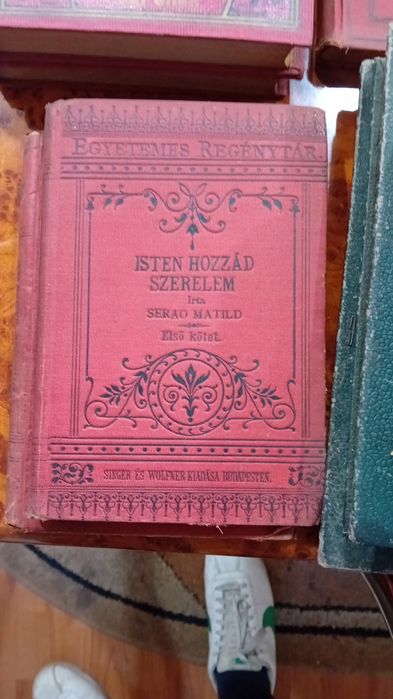 EGYETEMES REGÉNYTÁR.
ISTEN HOZZÁD
SZERELEM
Irta
SERAO MATILD
Első kötet.
SINGER ÉS WOLFNER KIADÁSA BUDAPESTEN.